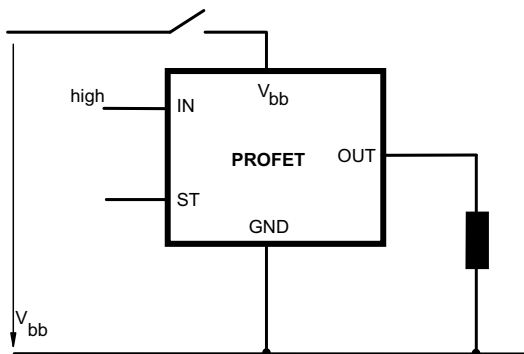 V_bb
high
IN
PROFET
OUT
ST
GND
V_bb